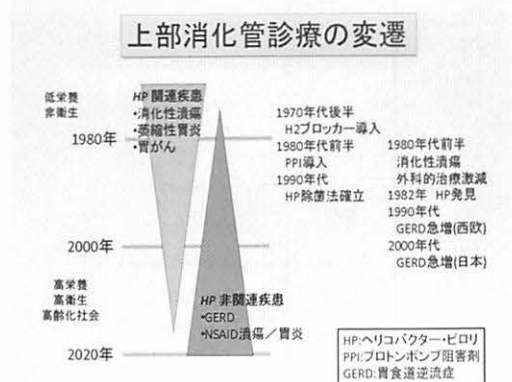 上部消化管診療の変遷
低栄養
非衛生
HP 関連疾患
•消化性潰瘍
•萎縮性胃炎
•胃がん
1980年
2000年
高栄養
高衛生
高齢化社会
2020年
HP 非関連疾患
•GERD
•NSAID潰瘍／胃炎
1970年代後半
H2ブロッカー導入
1980年代前半
PPI導入
1990年代
HP除菌法確立
1980年代前半
消化性潰瘍
外科的治療激減
1982年 HP発見
1990年代
GERD急増(西欧)
2000年代
GERD急増(日本)
HP:ヘリコバクター・ピロリ
PPI:プロトンポンプ阻害剤
GERD:胃食道逆流症